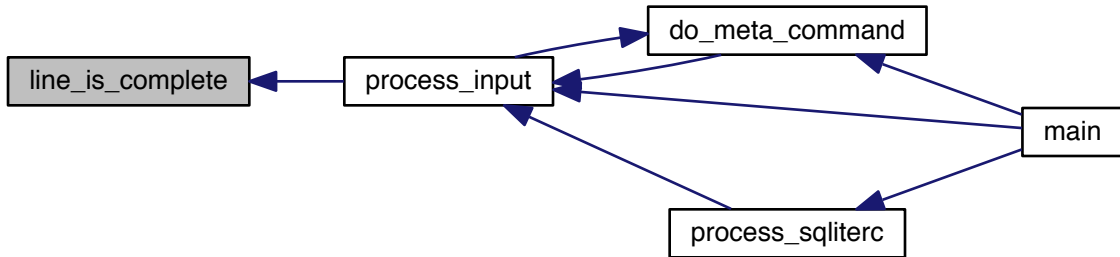 do_meta_command
line_is_complete
process_input
main
process_sqliterc